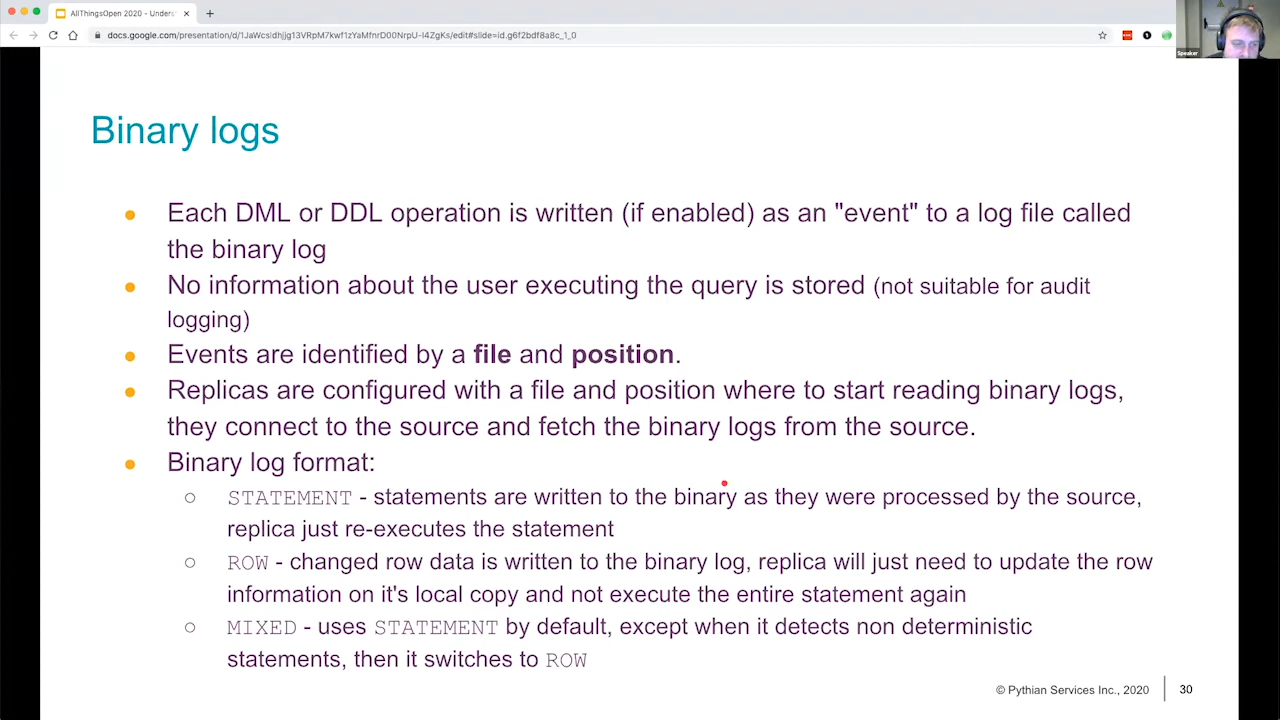 AllThingsOpen 2020 - Unders
docs.google.com/presentation/d/1JaWcsidhjjg13VRpM7kwf1zYaMfnrD00NrpU-I4ZgKs/edit#slide=id.g6f2bdf8a8c_1_0
Speaker
Binary logs
● Each DML or DDL operation is written (if enabled) as an "event" to a log file called
the binary log
● No information about the user executing the query is stored (not suitable for audit
logging)
● Events are identified by a file and position.
● Replicas are configured with a file and position where to start reading binary logs,
they connect to the source and fetch the binary logs from the source.
● Binary log format:
○ STATEMENT - statements are written to the binary as they were processed by the source,
replica just re-executes the statement
○ ROW - changed row data is written to the binary log, replica will just need to update the row
information on it's local copy and not execute the entire statement again
○ MIXED - uses STATEMENT by default, except when it detects non deterministic
statements, then it switches to ROW
© Pythian Services Inc., 2020
30